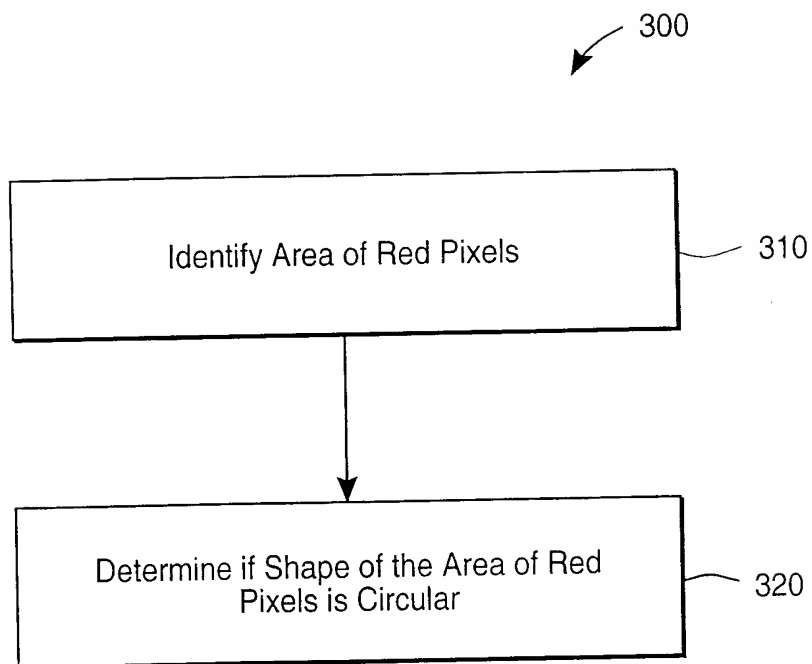 300
Identify Area of Red Pixels
310
Determine if Shape of the Area of Red
Pixels is Circular
320